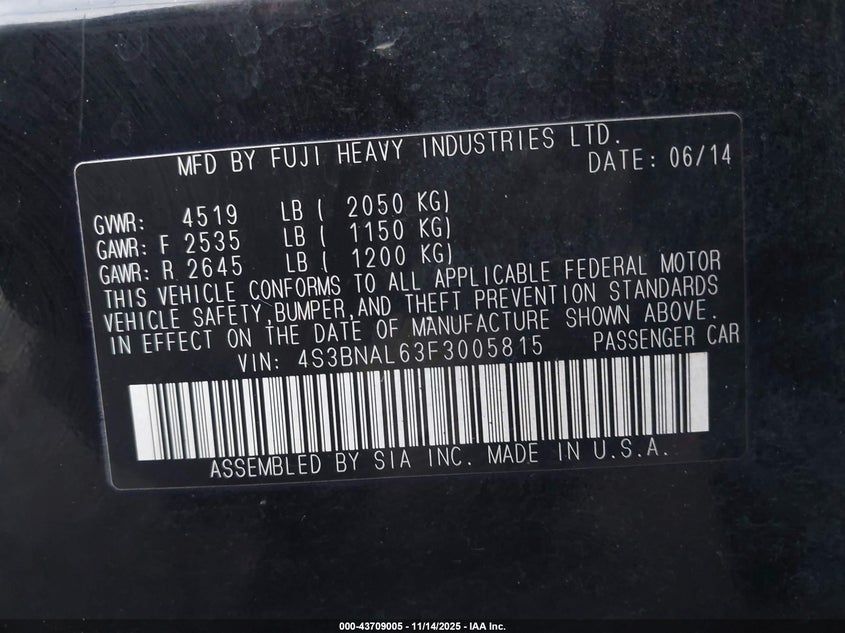 MFD BY FUJI HEAVY INDUSTRIES LTD.
DATE: 06/14
GVWR: 4519 LB ( 2050 KG)
GAWR: F 2535 LB ( 1150 KG)
GAWR: R 2645 LB ( 1200 KG)
THIS VEHICLE CONFORMS TO ALL APPLICABLE FEDERAL MOTOR
VEHICLE SAFETY,BUMPER,AND THEFT PREVENTION STANDARDS
IN EFFECT ON THE DATE OF MANUFACTURE SHOWN ABOVE.
VIN: 4S3BNAL63F3005815 PASSENGER CAR
ASSEMBLED BY SIA INC. MADE IN U.S.A.
000-43709005 - 11/14/2025 - IAA Inc.